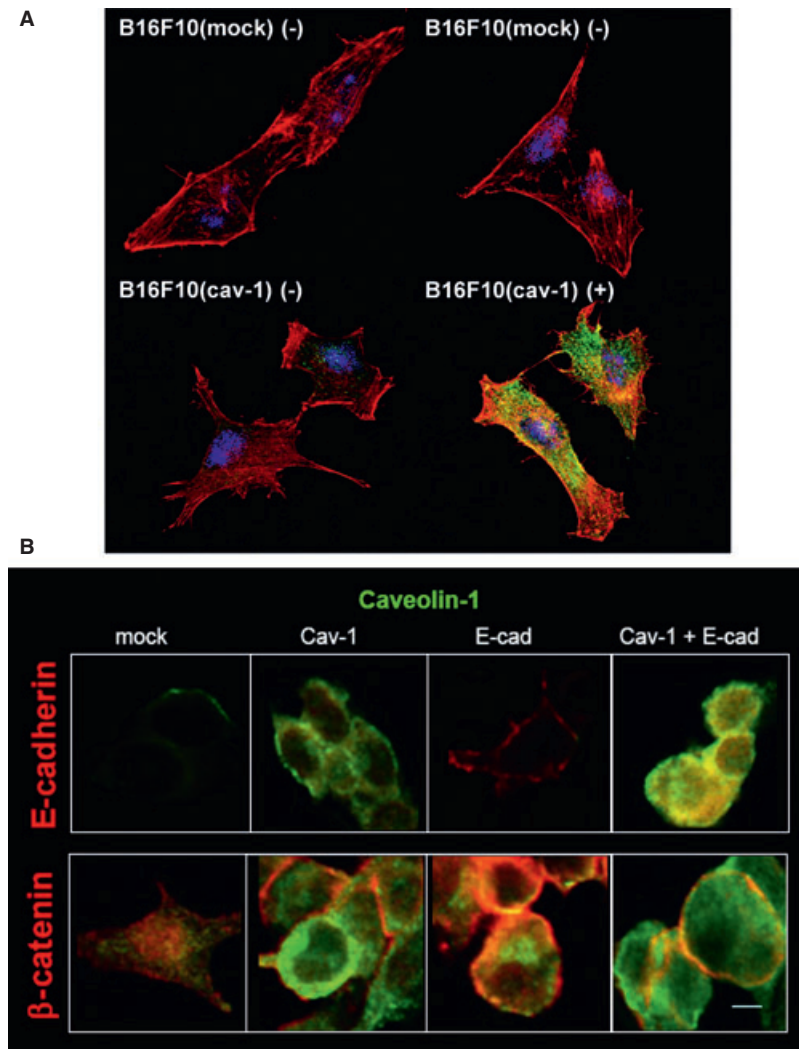 A
B16F10(mock) (-)
B16F10(mock) (-)
B16F10(cav-1) (-)
B16F10(cav-1) (+)
B
Caveolin-1
mock
Cav-1
E-cad
Cav-1 + E-cad
E-cadherin
β-catenin